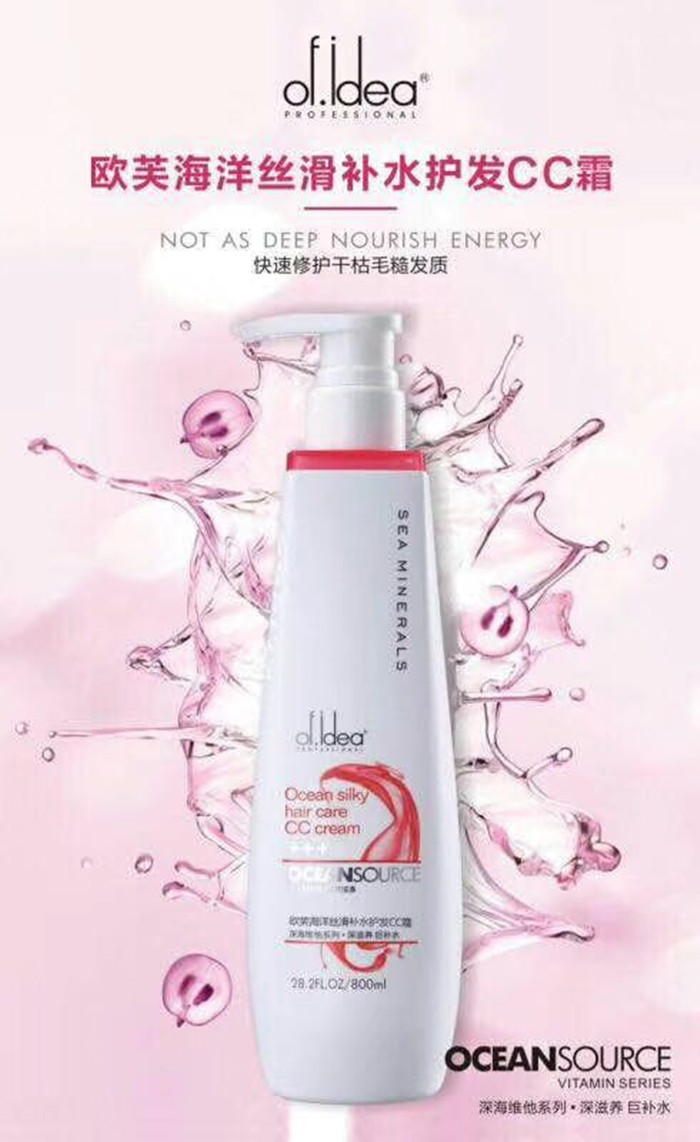 of.idea®
PROFESSIONAL
欧芙海洋丝滑补水护发CC霜
NOT AS DEEP NOURISH ENERGY
快速修护干枯毛糙发质
SEA MINERALS
of.idea®
PROFESSIONAL
Ocean silky
hair care
CC cream
+++
OCEANSOURCE
欧芙海洋丝滑补水护发CC霜
深海维他系列•深滋养 巨补水
28.2FL.OZ/800ml
OCEANSOURCE
VITAMIN SERIES
深海维他系列•深滋养 巨补水